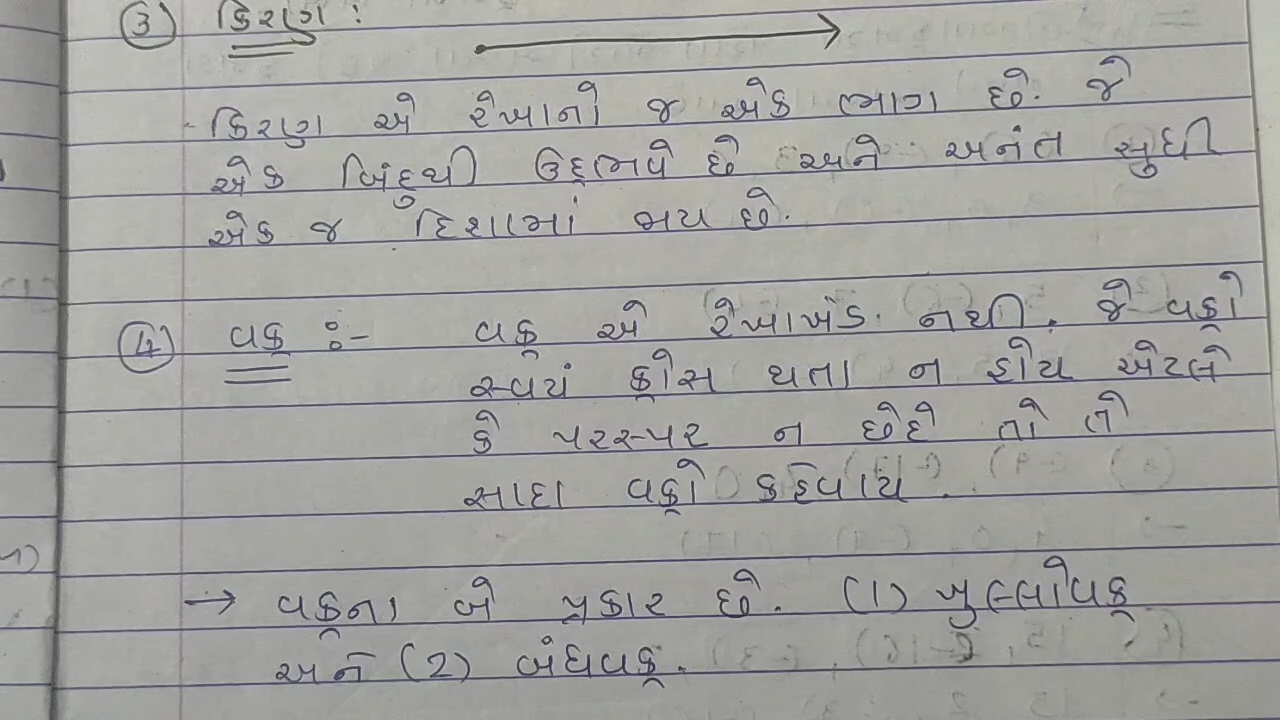 (3) કિરણ :
- કિરણ એ રેખાનો જ એક ભાગ છે. જે
એક બિંદુથી ઉદ્દભવે છે અને અનંત સુધી
એક જ દિશામાં જાય છે.
(4) વક્ર :- વક્ર એ રેખાખંડ નથી. જે વક્રો
સ્વયં ક્રોસ થતા ન હોય એટલે
કે પરસ્પર ન છેદે તો તે
સાદા વક્રો કહેવાય.
→ વક્રના બે પ્રકાર છે. (1) ખુલ્લોવક્ર
અને (2) બંધવક્ર.